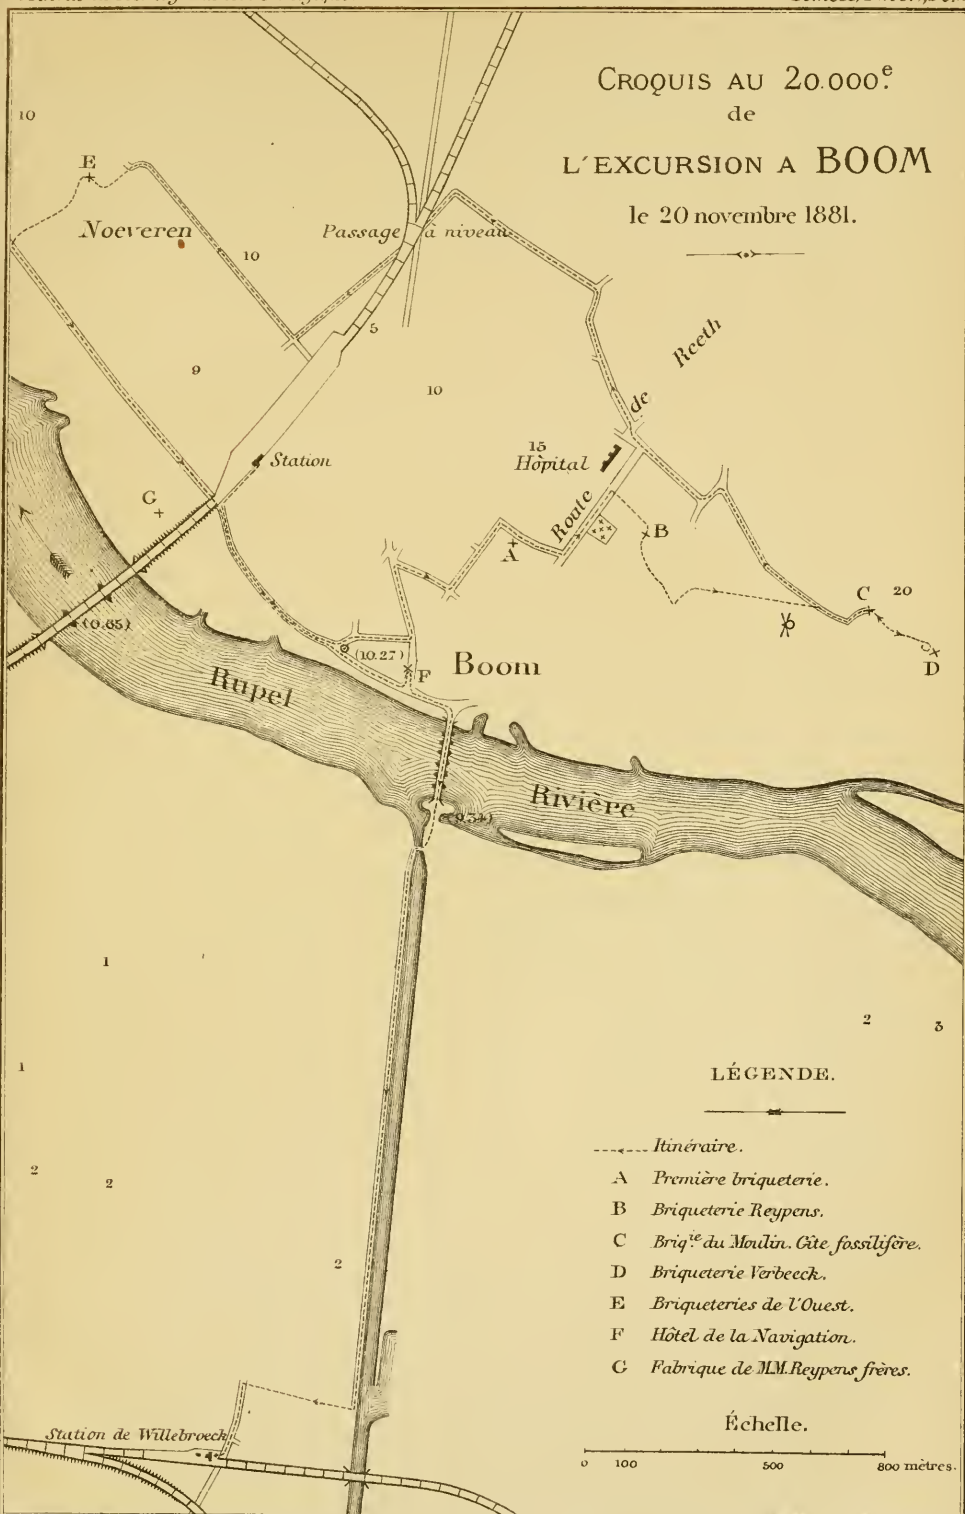 CROQUIS AU 20.000e.
de
L'EXCURSION A BOOM
le 20 novembre 1881.
10
E
Noeveren
Passage à niveau
10
5
9
10
Route de Reeth
15
Hôpital
Station
G
B
A
C
20
(0.65)
(10.27)
F
Boom
D
Rupel
Rivière
(9.34)
1
2
3
1
LÉGENDE.
Itinéraire.
2
2
A Première briqueterie.
B Briqueterie Reypens.
C Briqie. du Moulin. Gîte fossilifère.
2
D Briqueterie Verbeeck.
E Briqueteries de l'Ouest.
F Hôtel de la Navigation.
G Fabrique de MM. Reypens frères.
Échelle.
Station de Willebroeck
0 100 500 800 mètres.